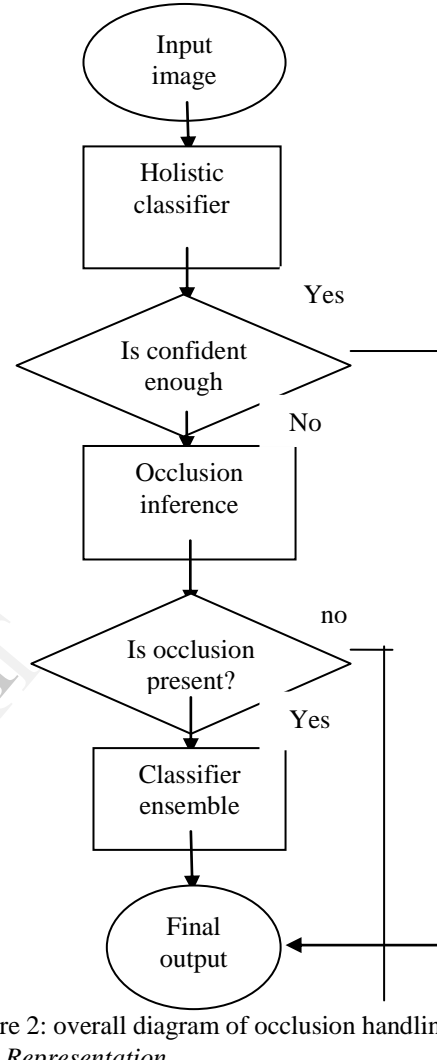 Input
image
Holistic
classifier
Yes
Is confident
enough
No
Occlusion
inference
no
Is occlusion
present?
Yes
Classifier
ensemble
Final
output
re 2: overall diagram of occlusion handlin
Representation